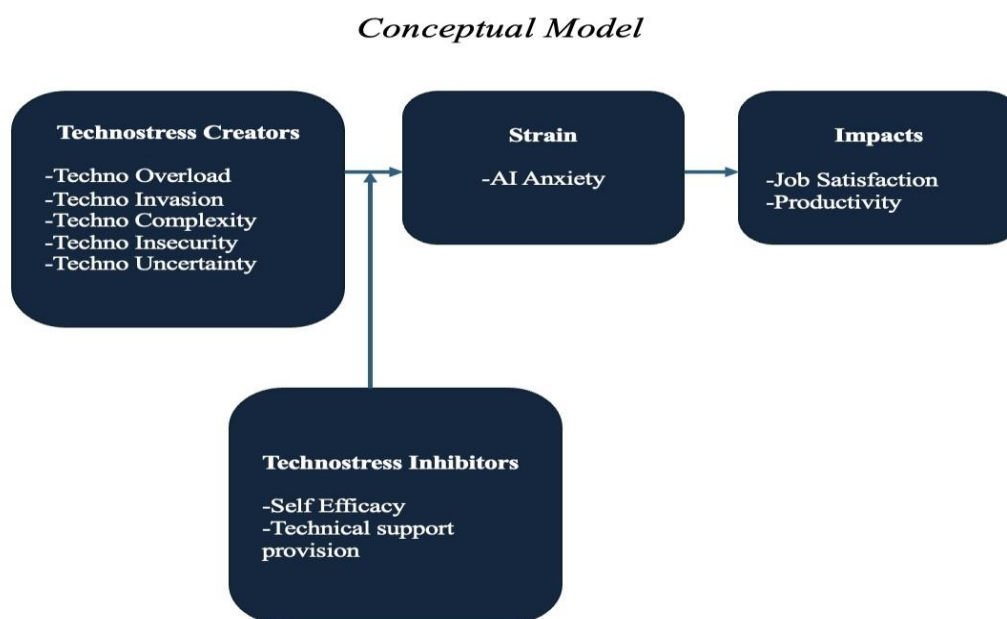 Conceptual Model
Technostress Creators
-Techno Overload
-Techno Invasion
-Techno Complexity
-Techno Insecurity
-Techno Uncertainty
Strain
-AI Anxiety
Impacts
-Job Satisfaction
-Productivity
Technostress Inhibitors
-Self Efficacy
-Technical support
provision